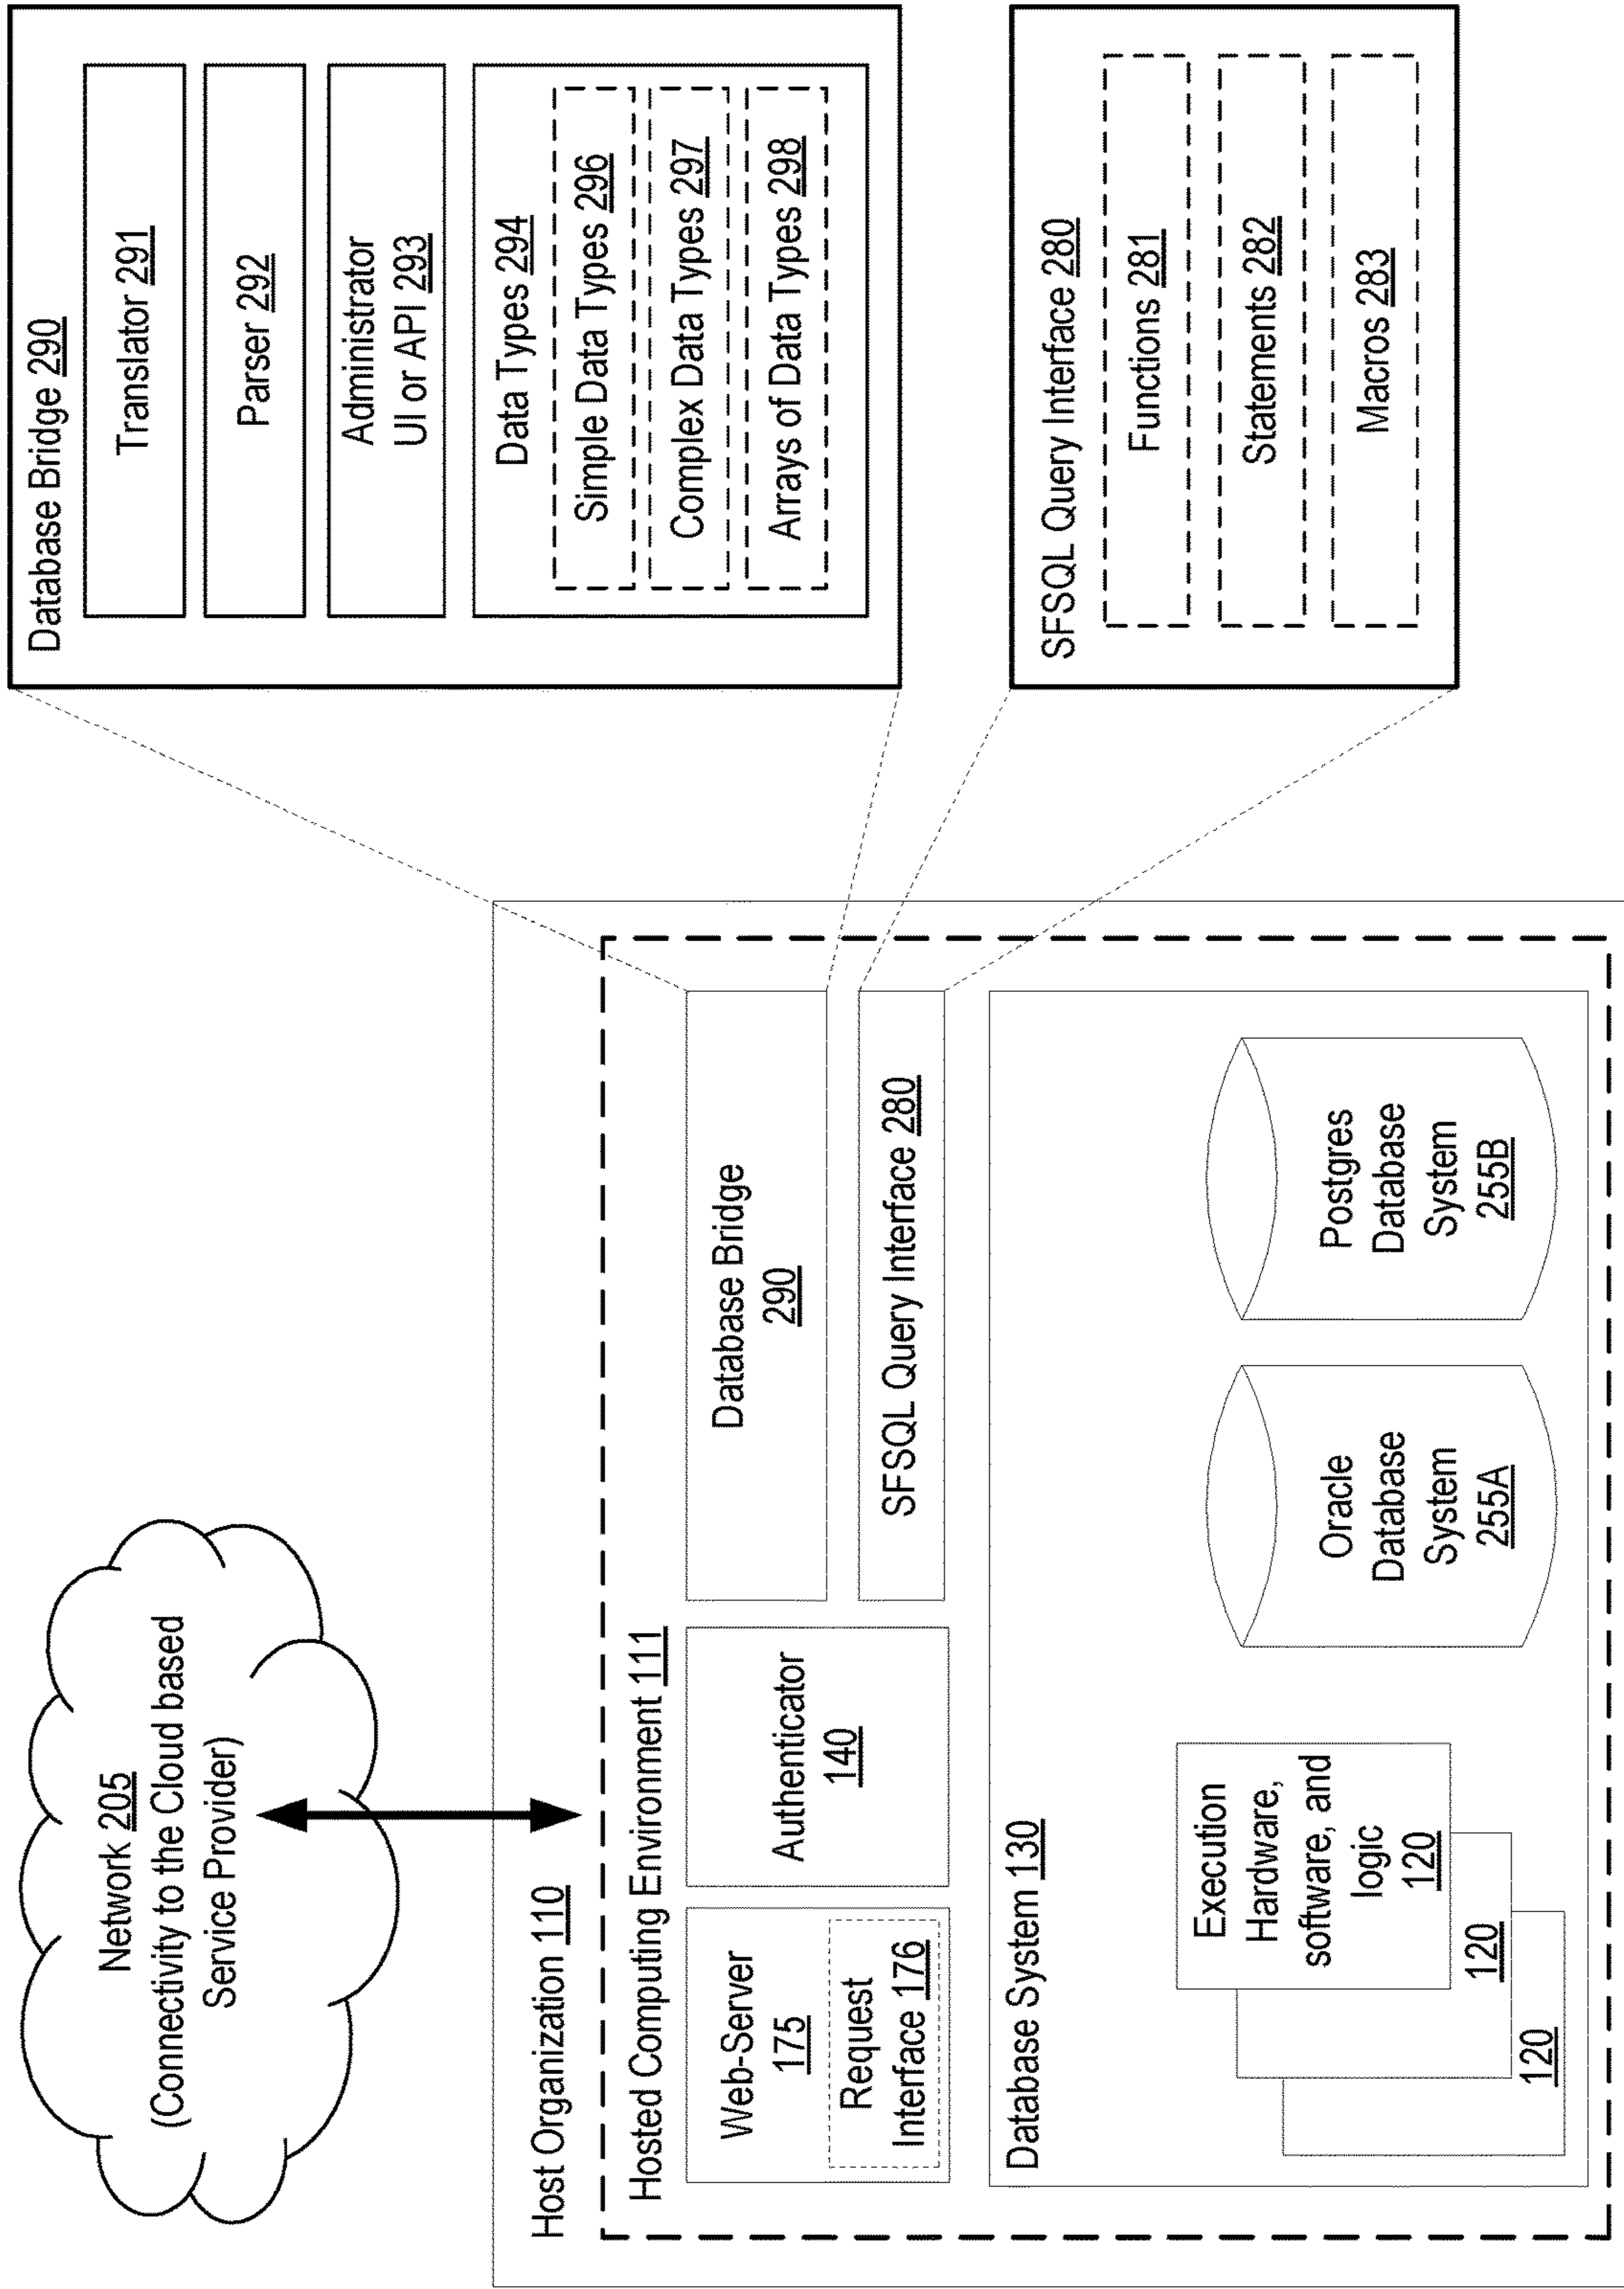 Network 205
(Connectivity to the Cloud based
Service Provider)
Host Organization 110
Hosted Computing Environment 111
Web-Server
175
Request
Interface 176
Authenticator
140
Database Bridge
290
SFSQL Query Interface 280
Database System 130
Execution
Hardware,
software, and
logic
120
120
120
Oracle
Database
System
255A
Postgres
Database
System
255B
Database Bridge 290
Translator 291
Parser 292
Administrator
UI or API 293
Data Types 294
Simple Data Types 296
Complex Data Types 297
Arrays of Data Types 298
SFSQL Query Interface 280
Functions 281
Statements 282
Macros 283